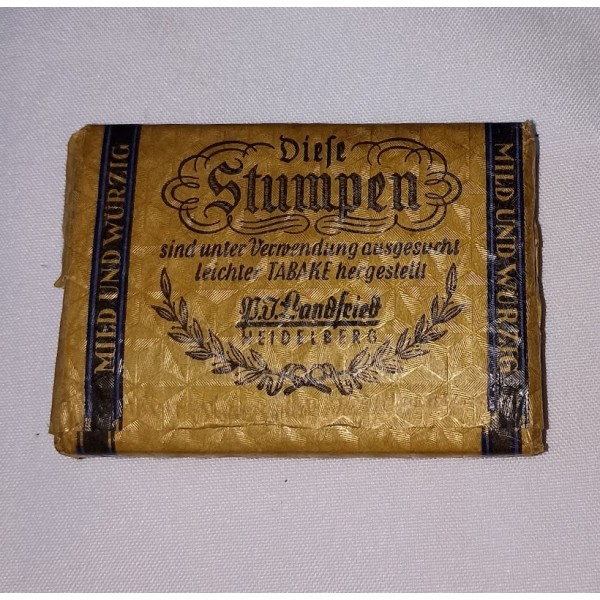 Diese
Stumpen
sind unter Verwendung ausgesucht
leichter TABAKE hergestellt
P.J. Landfried
HEIDELBERG
MILD UND WÜRZIG
MILD UND WÜRZIG